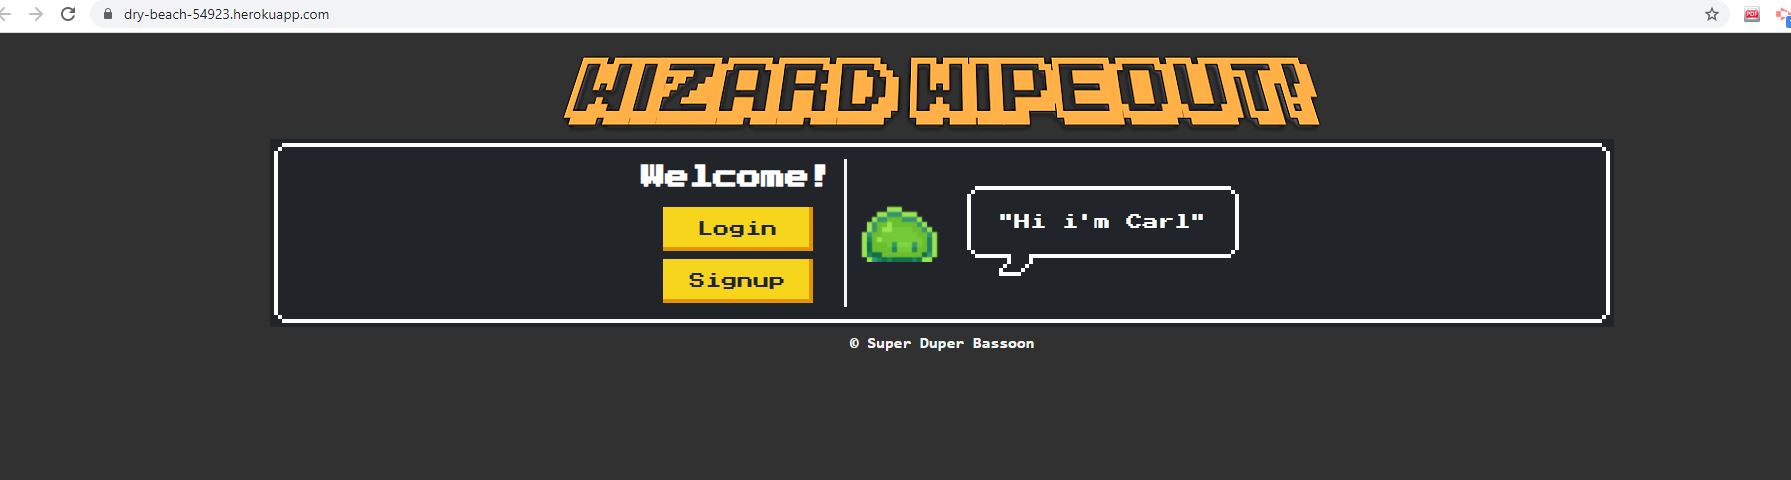 dry-beach-54923.herokuapp.com
WIZARD WIPEOUT!
Welcome!
Login
Signup
"Hi i'm Carl"
© Super Duper Bassoon